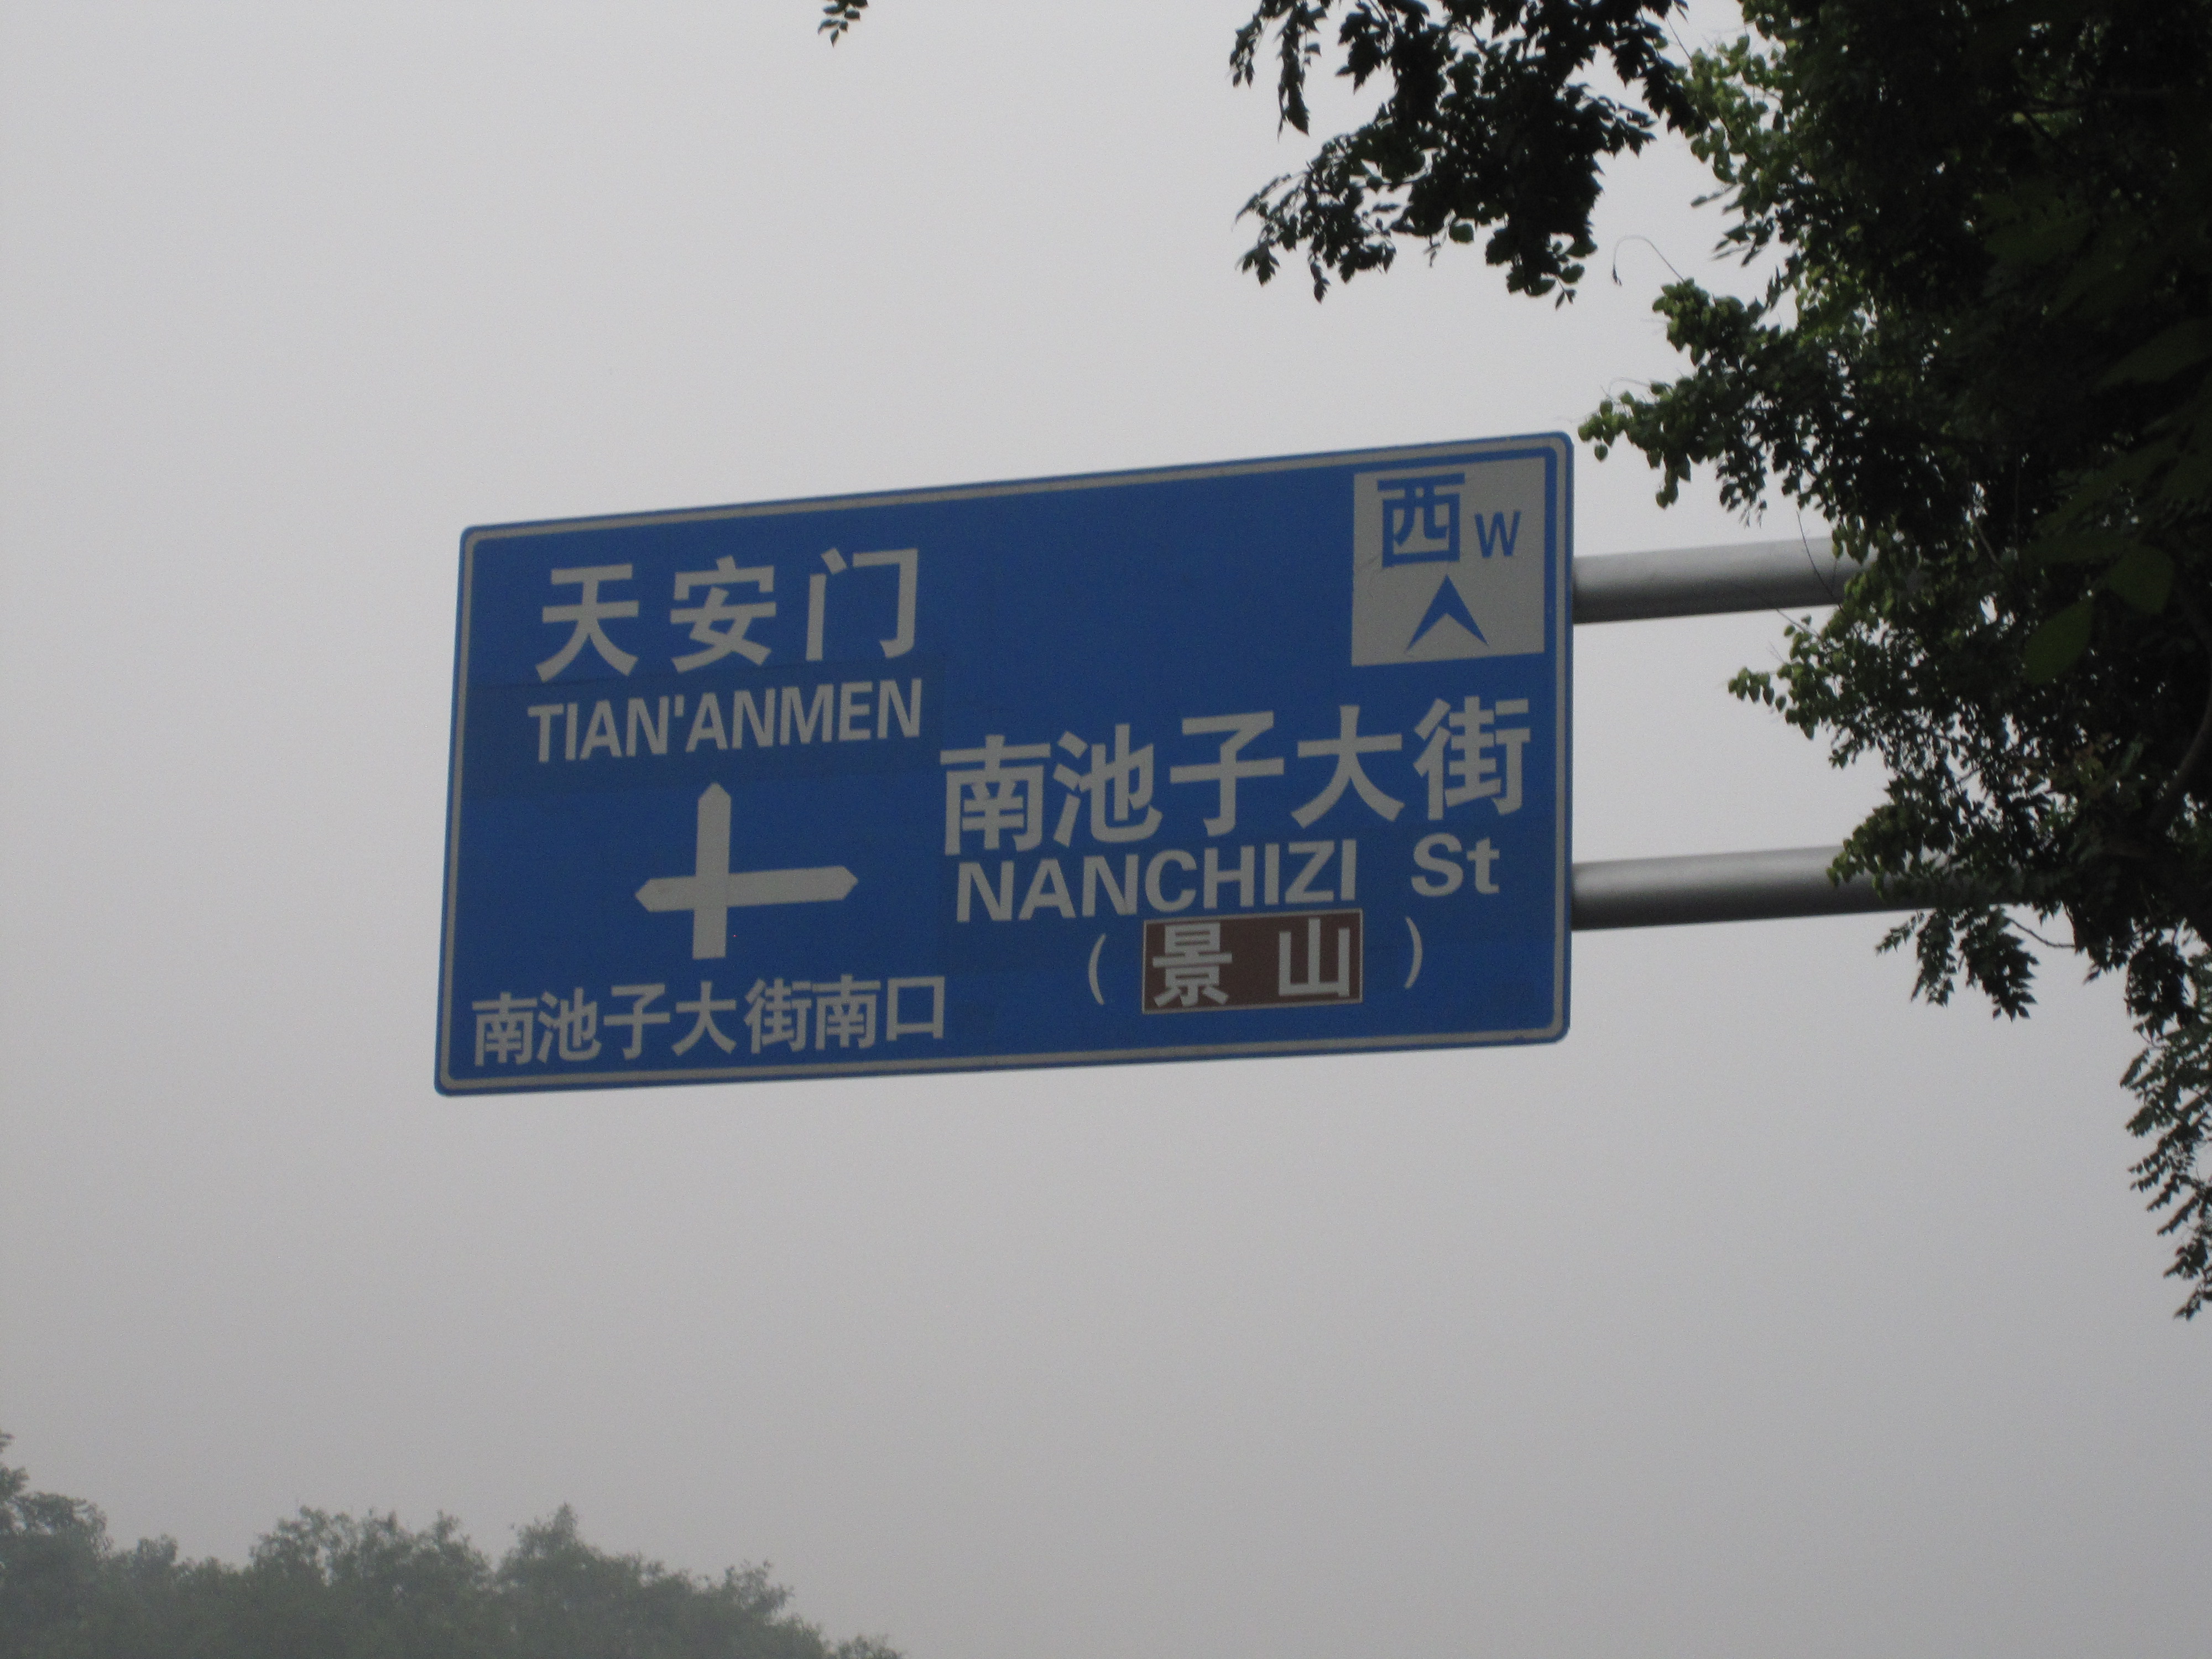 西 W
天安门
TIAN'ANMEN
南池子大街
NANCHIZI St
(景 山)
南池子大街南口